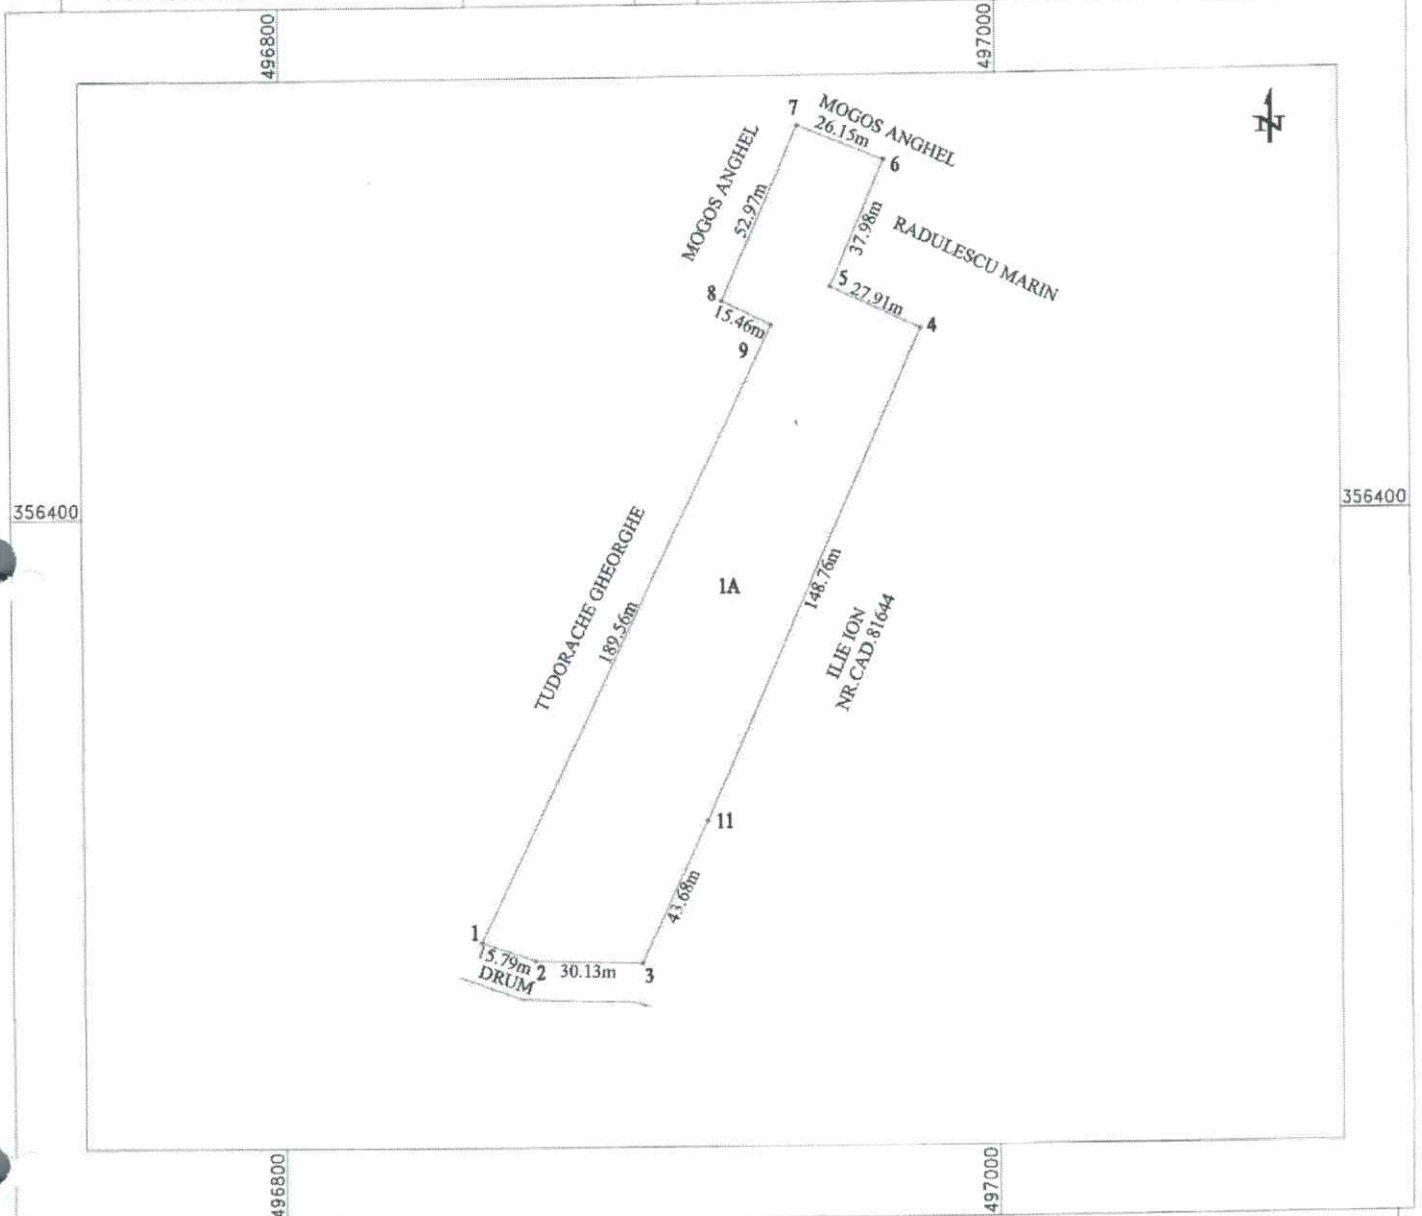 496800
497000
N
7
MOGOS ANGHEL
26.15m
6
MOGOS ANGHEL
52.97m
37.98m
RADULESCU MARIN
8
15.46m
9
5
27.91m
4
356400
356400
TUDORACHE GHEORGHE
189.56m
1A
148.76m
ILIE ION
NR.CAD.81644
11
43.68m
1
15.79m
2
30.13m
3
DRUM
496800
497000